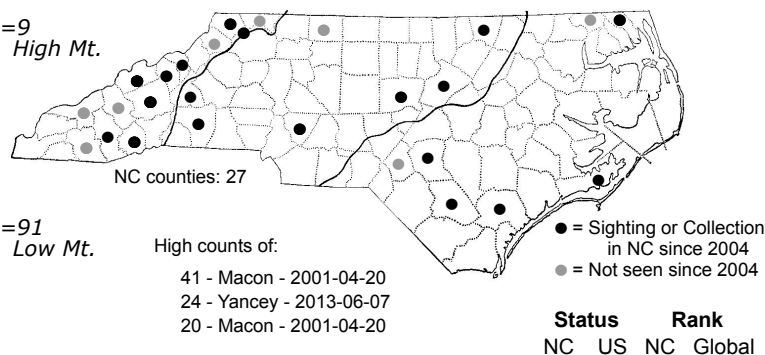 =9
High Mt.
NC counties: 27
=91
Low Mt.
High counts of:
41 - Macon - 2001-04-20
24 - Yancey - 2013-06-07
20 - Macon - 2001-04-20
● = Sighting or Collection
in NC since 2004
● = Not seen since 2004
Status Rank
NC US NC Global